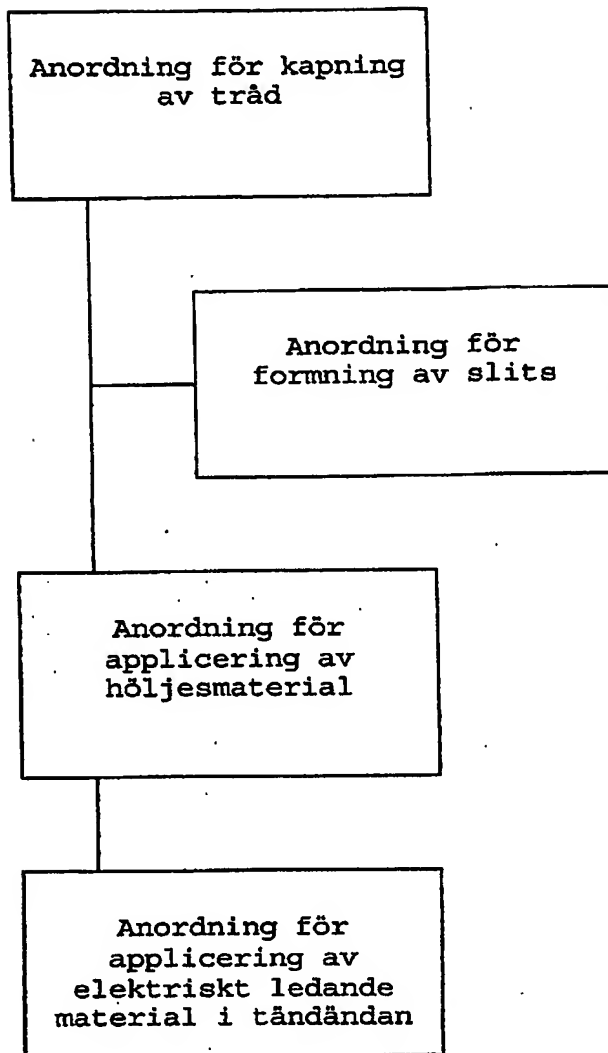 Anordning för kapning
av tråd
Anordning för
formning av slits
Anordning för
applicering av
höljesmaterial
Anordning för
applicering av
elektriskt ledande
material i tändändan